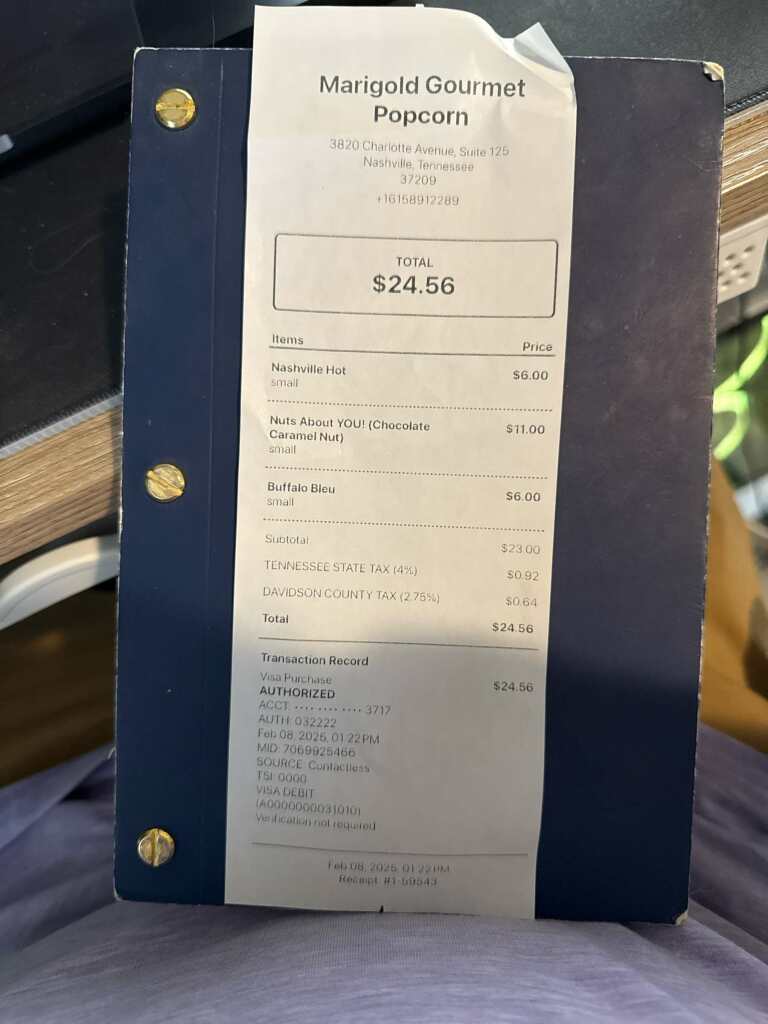 Marigold Gourmet
Popcorn
3820 Charlotte Avenue, Suite 125
Nashville, Tennessee
37209
+16158912289
TOTAL
$24.56
Items Price
Nashville Hot $6.00
small
Nuts About YOU! (Chocolate $11.00
Caramel Nut)
small
Buffalo Bleu $6.00
small
Subtotal $23.00
TENNESSEE STATE TAX (4%) $0.92
DAVIDSON COUNTY TAX (2.75%) $0.64
Total $24.56
Transaction Record
Visa Purchase $24.56
AUTHORIZED
ACCT: •••• •••• •••• 3717
AUTH: 032222
Feb 08, 2025, 01:22 PM
MID: 7069925466
SOURCE: Contactless
TSI: 0000
VISA DEBIT
(A0000000031010)
Verification not required
Feb 08, 2025, 01:22 PM
Receipt #1-59543